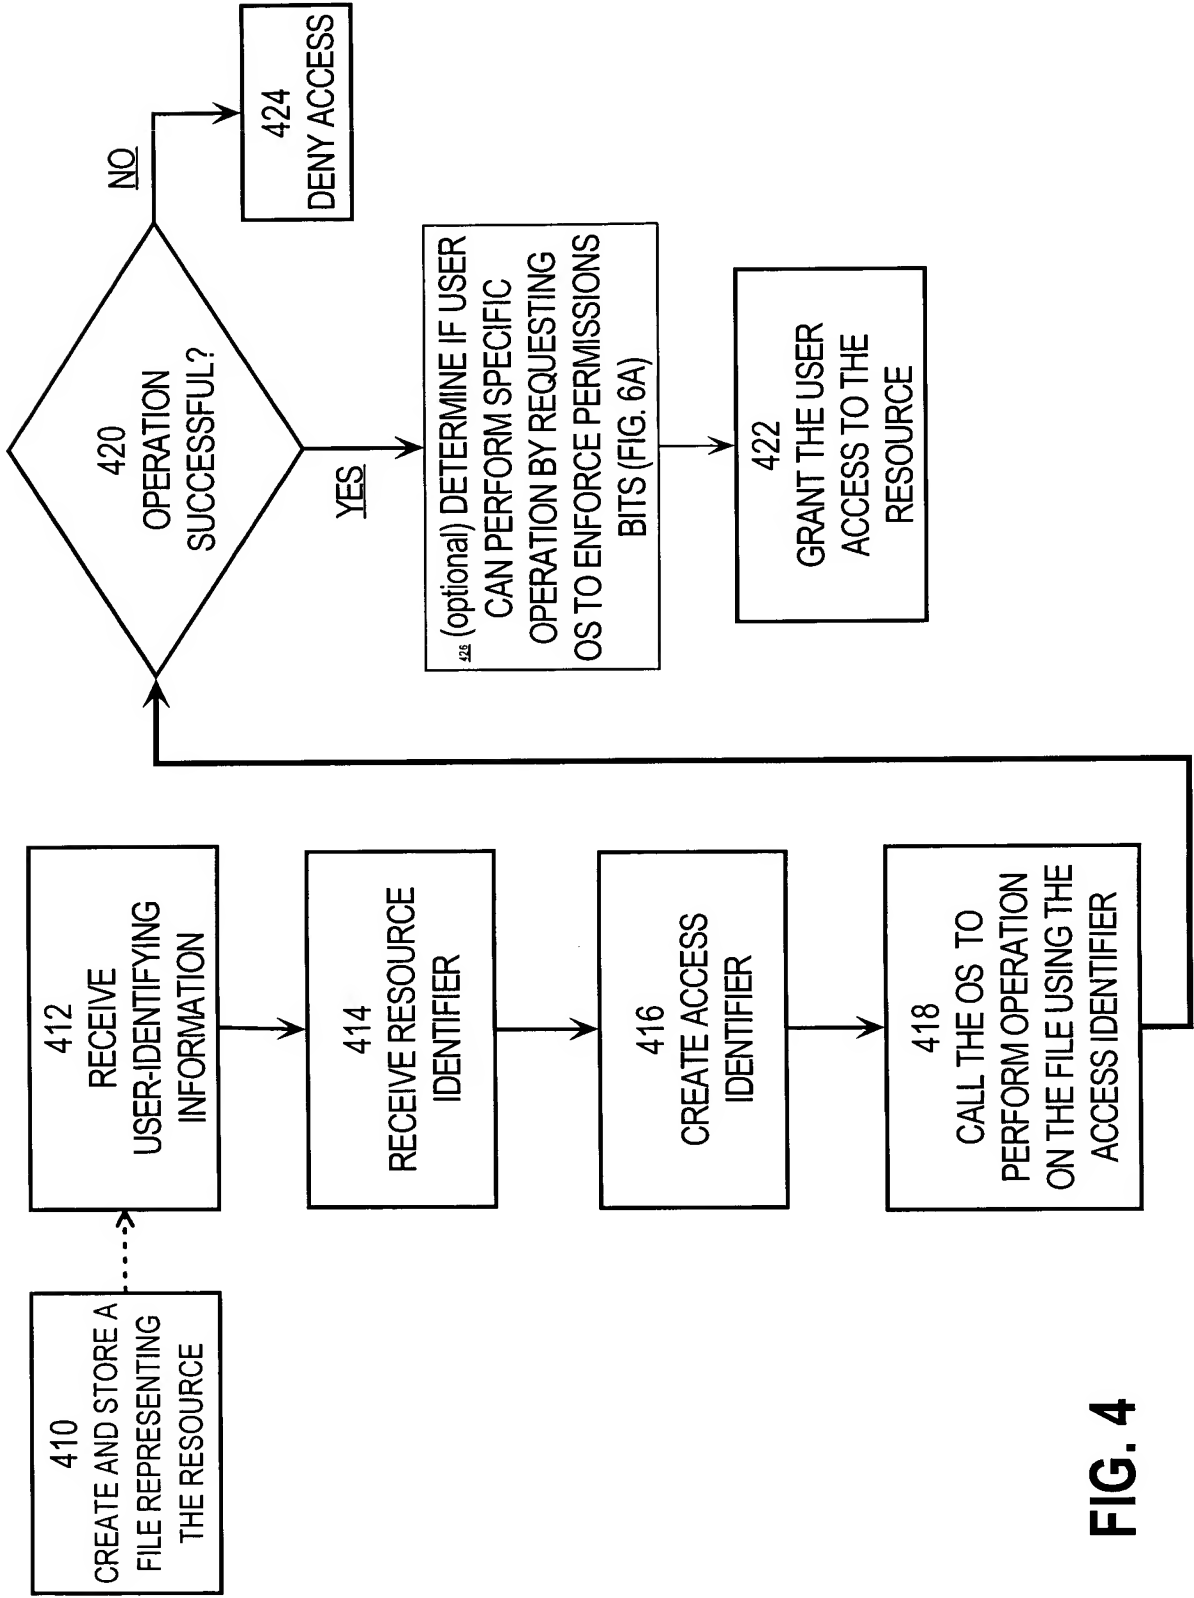 410
CREATE AND STORE A
FILE REPRESENTING
THE RESOURCE
412
RECEIVE
USER-IDENTIFYING
INFORMATION
414
RECEIVE RESOURCE
IDENTIFIER
416
CREATE ACCESS
IDENTIFIER
418
CALL THE OS TO
PERFORM OPERATION
ON THE FILE USING THE
ACCESS IDENTIFIER
420
OPERATION
SUCCESSFUL?
NO
424
DENY ACCESS
YES
426 (optional) DETERMINE IF USER
CAN PERFORM SPECIFIC
OPERATION BY REQUESTING
OS TO ENFORCE PERMISSIONS
BITS (FIG. 6A)
422
GRANT THE USER
ACCESS TO THE
RESOURCE
FIG. 4